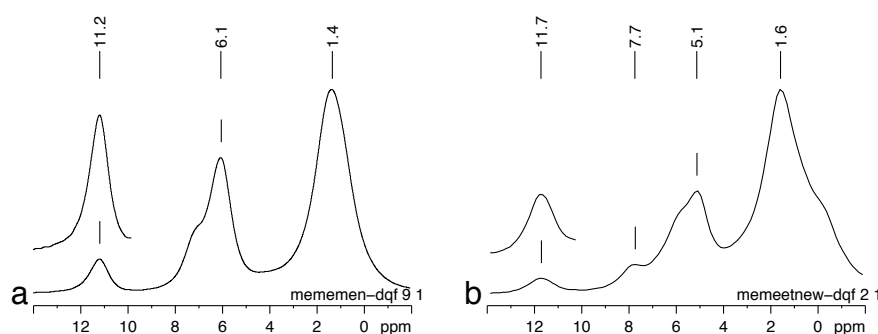 11.2 6.1 1.4
11.7 7.7 5.1 1.6
a
mememen-dqf 9 1
12 10 8 6 4 2 0 ppm
b
memeetnew-dqf 2 1
12 10 8 6 4 2 0 ppm